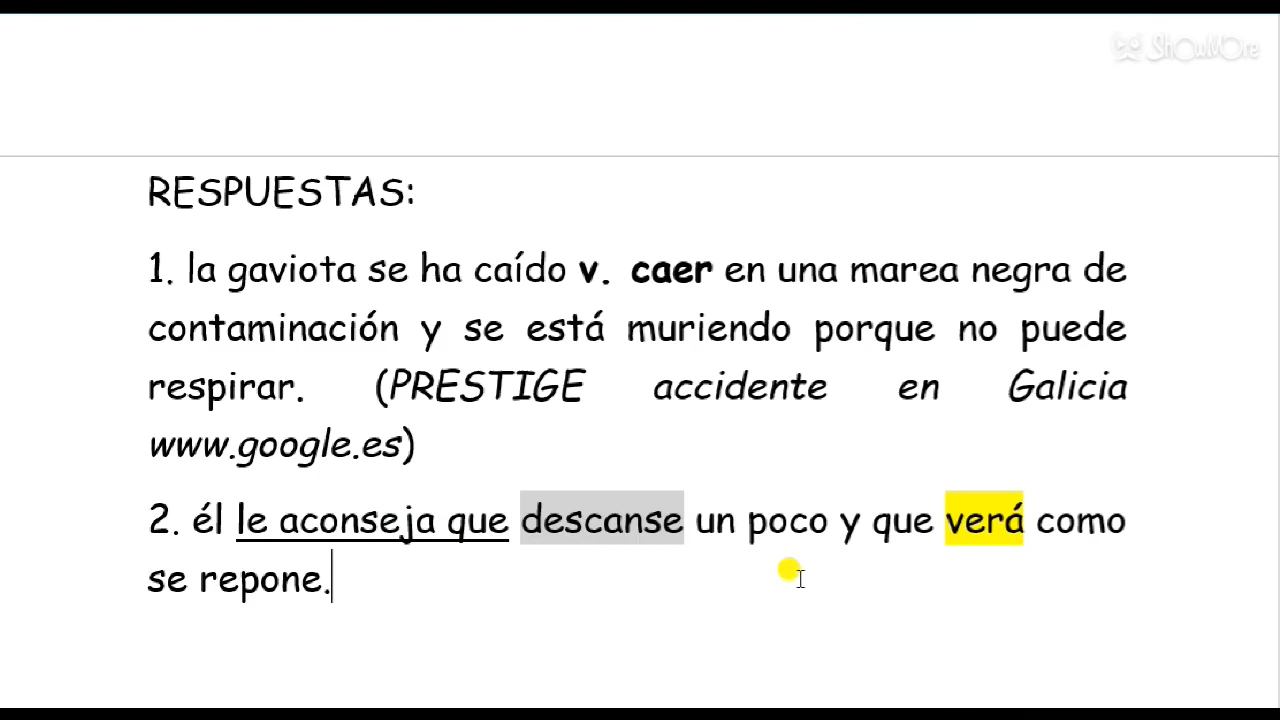 ShowMore
RESPUESTAS:
1. la gaviota se ha caído v. caer en una marea negra de
contaminación y se está muriendo porque no puede
respirar. (PRESTIGE accidente en Galicia
www.google.es)
2. él le aconseja que descanse un poco y que verá como
se repone.